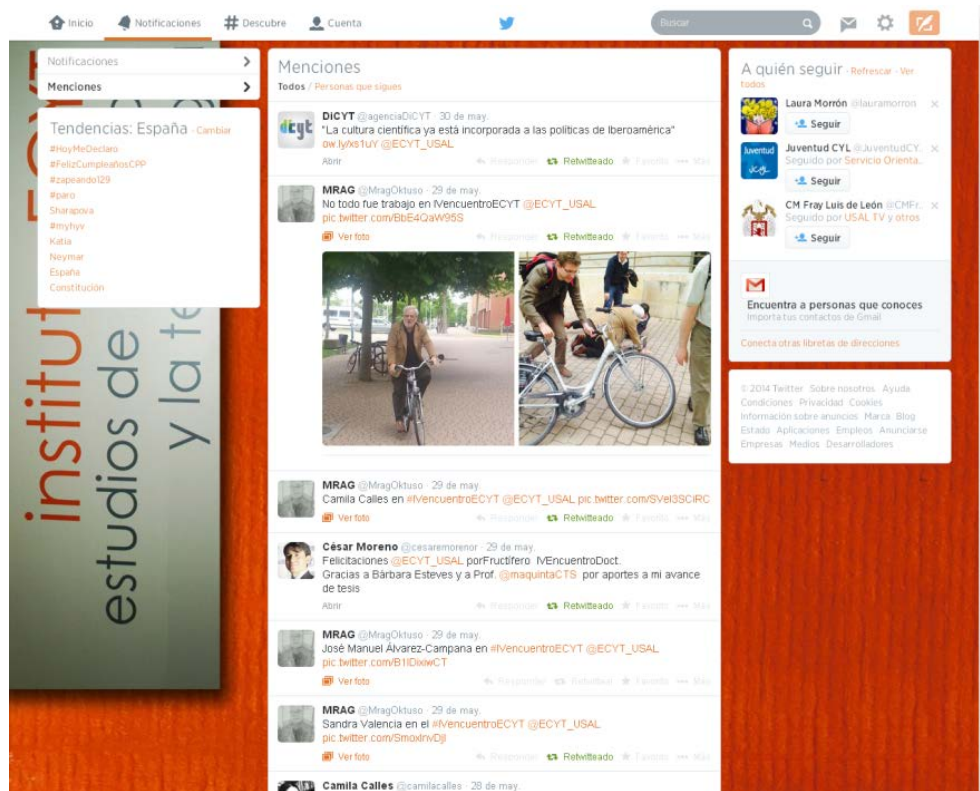 Inicio
Notificaciones
Descubre
Cuenta
Buscar
Notificaciones
Menciones
Tendencias: España · Cambiar
#HoyMeDeclaro
#FelizCumpleañosCPP
#zapeando129
#paro
Sharapova
#myhyv
Katia
Neymar
España
Constitución
institut
estudios de
y la te
Menciones
Todos / Personas que sigues
dicyt
DiCYT @agenciaDiCYT · 30 de may.
"La cultura científica ya está incorporada a las políticas de Iberoamérica"
ow.ly/xs1uY @ECYT_USAL
Abrir Responder Retwitteado Favorito Más
MRAG @MragOktuso · 29 de may.
No todo fue trabajo en IVencuentroECYT @ECYT_USAL
pic.twitter.com/BbE4QaW95S
Ver foto Responder Retwitteado Favorito Más
MRAG @MragOktuso · 29 de may.
Camila Calles en #IVencuentroECYT @ECYT_USAL pic.twitter.com/SVel3SCiRC
Ver foto Responder Retwitteado Favorito Más
César Moreno @cesaremorenor · 29 de may.
Felicitaciones @ECYT_USAL porFructífero IVEncuentroDoct.
Gracias a Bárbara Esteves y a Prof. @maquintaCTS por aportes a mi avance
de tesis
Abrir Responder Retwitteado Favorito Más
MRAG @MragOktuso · 29 de may.
José Manuel Álvarez-Campana en #IVencuentroECYT @ECYT_USAL
pic.twitter.com/B1IDixiwCT
Ver foto Responder Retwittear Favorito Más
MRAG @MragOktuso · 29 de may.
Sandra Valencia en el #IVencuentroECYT @ECYT_USAL
pic.twitter.com/SmoxInvDjI
Ver foto Responder Retwitteado Favorito Más
Camila Calles @camilacalles · 28 de may.
A quién seguir · Refrescar · Ver
todos
Laura Morrón @lauramorron
Seguir
Juventud
JCYL
Juventud CYL @JuventudCY..
Seguido por Servicio Orienta..
Seguir
CM Fray Luis de León @CMFr..
Seguido por USAL TV y otros
Seguir
Encuentra a personas que conoces
Importa tus contactos de Gmail
Conecta otras libretas de direcciones
© 2014 Twitter Sobre nosotros Ayuda
Condiciones Privacidad Cookies
Información sobre anuncios Marca Blog
Estado Aplicaciones Empleos Anunciarse
Empresas Medios Desarrolladores